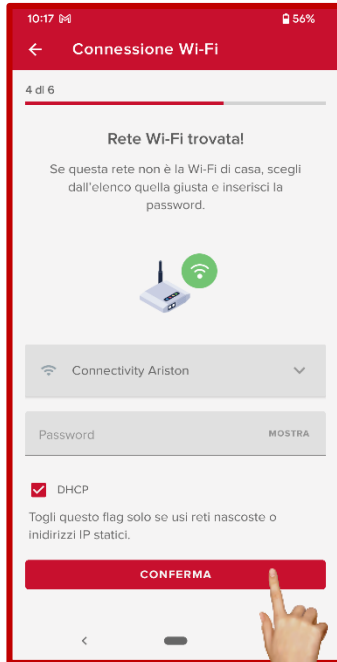 10:17 56%
Connessione Wi-Fi
4 di 6
Rete Wi-Fi trovata!
Se questa rete non è la Wi-Fi di casa, scegli
dall'elenco quella giusta e inserisci la
password.
Connectivity Ariston
Password MOSTRA
DHCP
Togli questo flag solo se usi reti nascoste o
inidirizzi IP statici.
CONFERMA